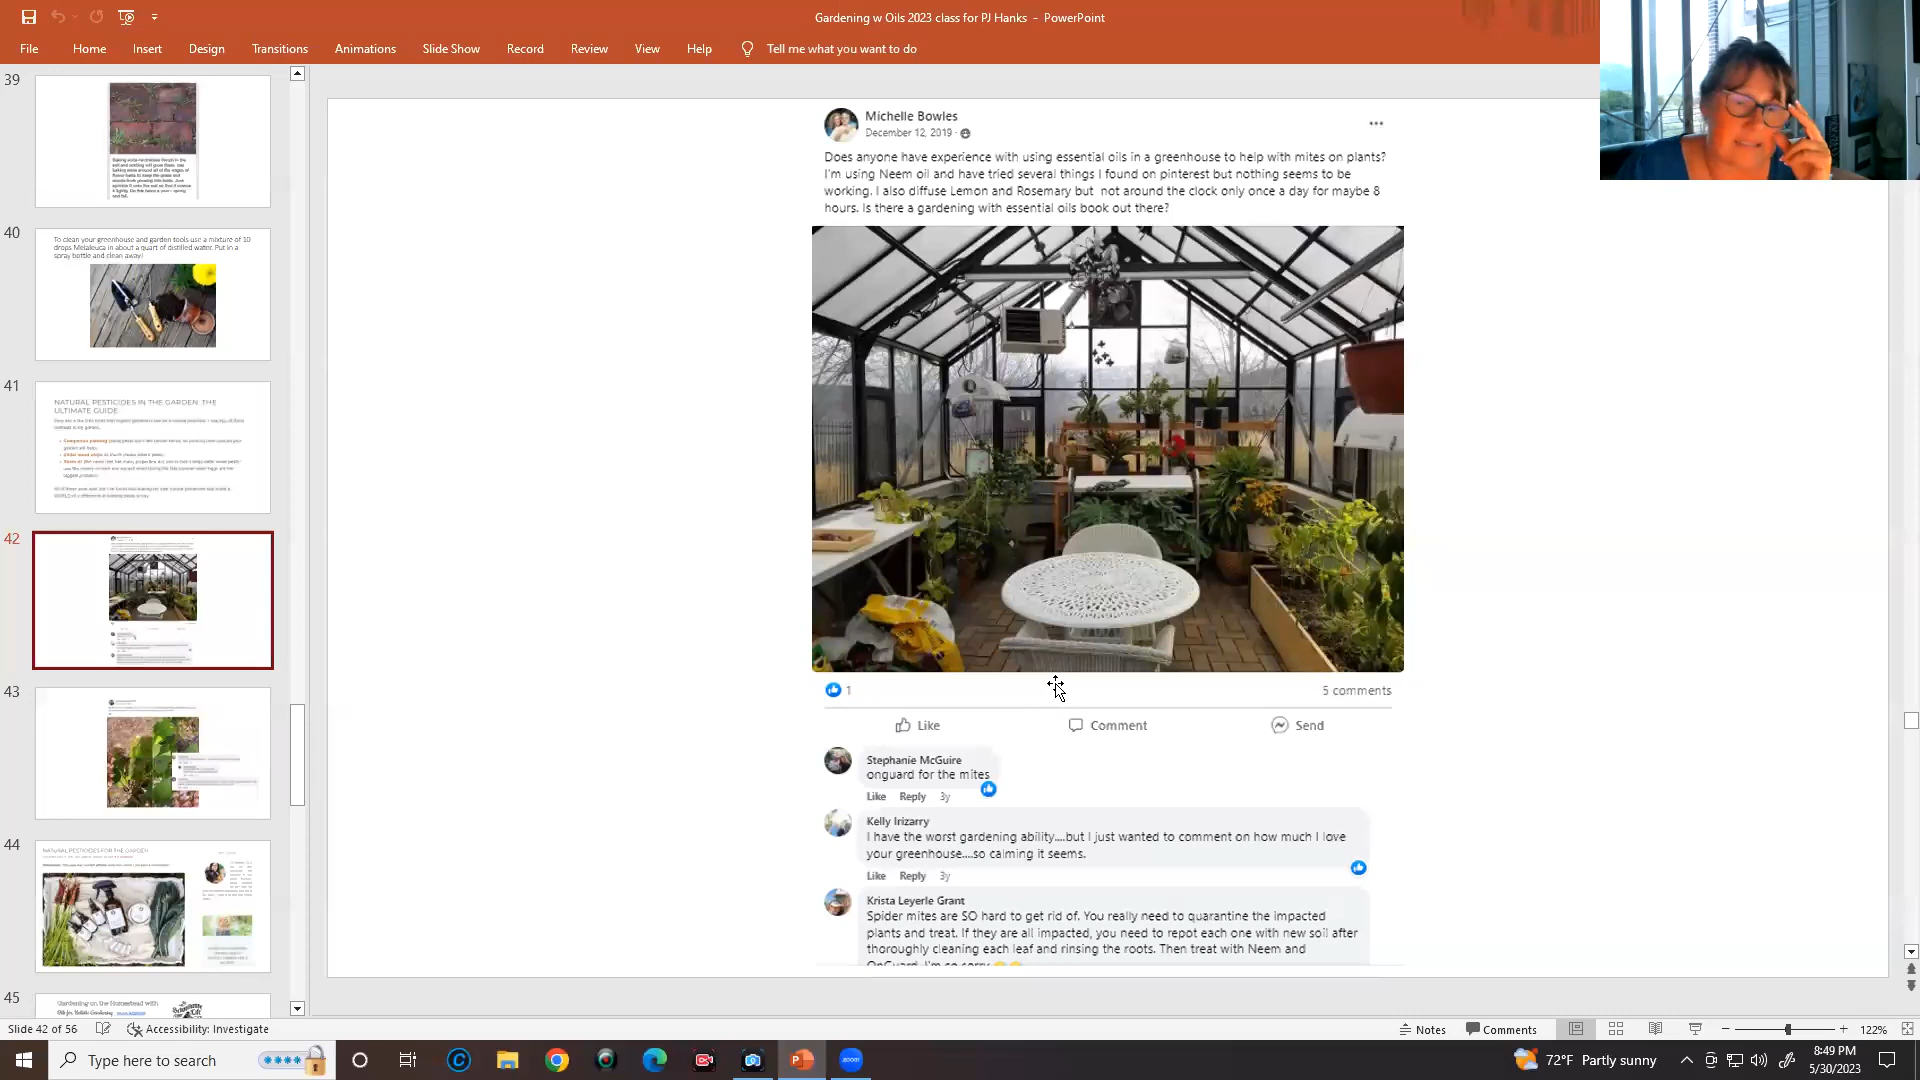 Gardening w Oils 2023 class for PJ Hanks - PowerPoint
File Home Insert Design Transitions Animations Slide Show Record Review View Help Tell me what you want to do
39
40
To clean your greenhouse and garden tools use a mixture of 10
drops Melaleuca in about a quart of distilled water. Put in a
spray bottle and clean away!
41
NATURAL PESTICIDES IN THE GARDEN: THE
ULTIMATE GUIDE
42
43
44
NATURAL PESTICIDES FOR THE GARDEN
45
Gardening on the Homestead with
Oils for Holistic Gardening
Michelle Bowles
December 12, 2019 ·
Does anyone have experience with using essential oils in a greenhouse to help with mites on plants?
I'm using Neem oil and have tried several things I found on pinterest but nothing seems to be
working. I also diffuse Lemon and Rosemary but not around the clock only once a day for maybe 8
hours. Is there a gardening with essential oils book out there?
1
5 comments
Like Comment Send
Stephanie McGuire
onguard for the mites
Like Reply 3y
Kelly Irizarry
I have the worst gardening ability....but I just wanted to comment on how much I love
your greenhouse....so calming it seems.
Like Reply 3y
Krista Leyerle Grant
Spider mites are SO hard to get rid of. You really need to quarantine the impacted
plants and treat. If they are all impacted, you need to repot each one with new soil after
thoroughly cleaning each leaf and rinsing the roots. Then treat with Neem and
OnGuard. I'm so sorry
Slide 42 of 56 Accessibility: Investigate Notes Comments 122%
Type here to search 72°F Partly sunny 8:49 PM
5/30/2023